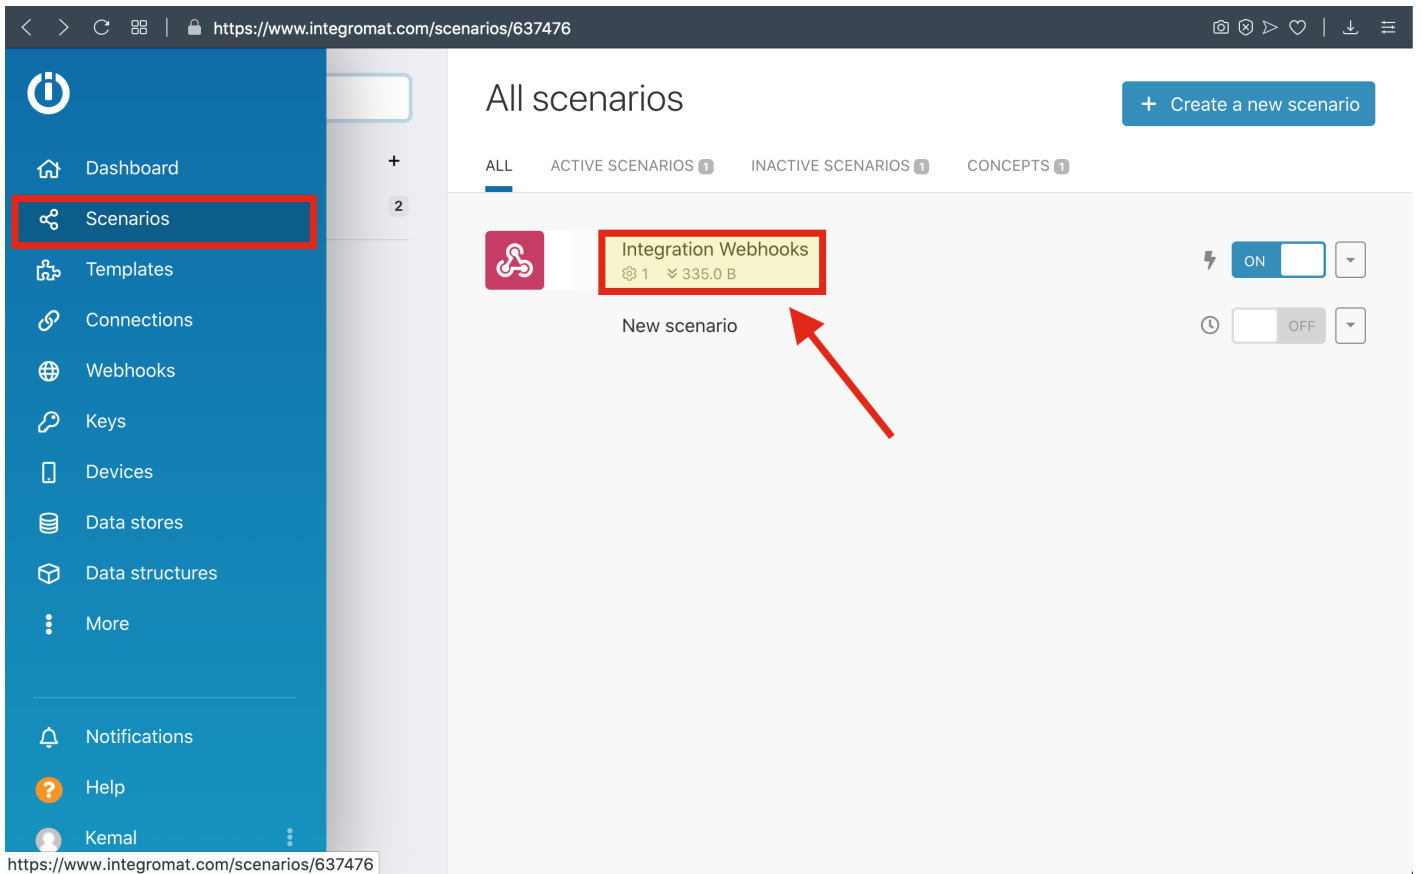 https://www.integromat.com/scenarios/637476
Dashboard
Scenarios
Templates
Connections
Webhooks
Keys
Devices
Data stores
Data structures
More
Notifications
? Help
Kemal
https://www.integromat.com/scenarios/637476
+
2
All scenarios
+ Create a new scenario
ALL ACTIVE SCENARIOS 1 INACTIVE SCENARIOS 1 CONCEPTS 1
Integration Webhooks
1 335.0 B
ON
New scenario
OFF